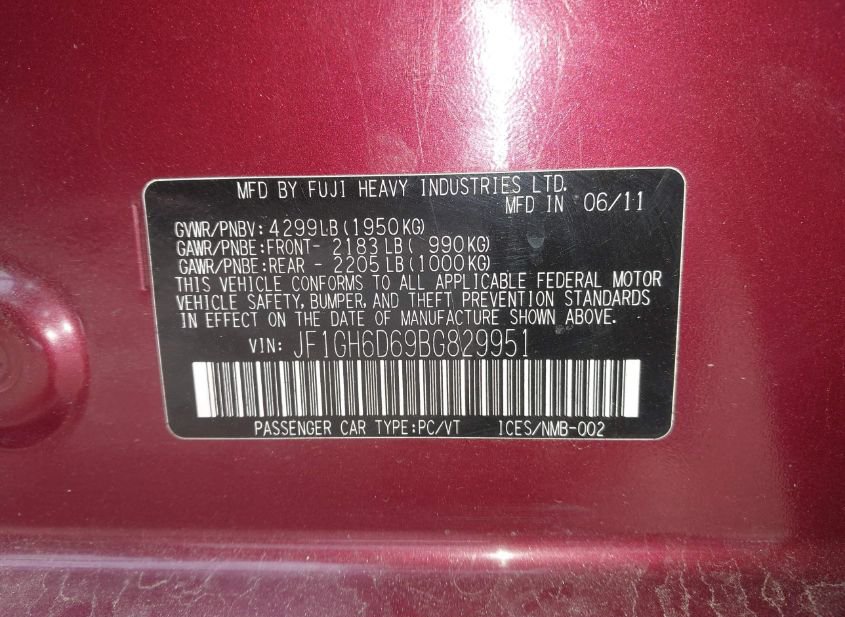 MFD BY FUJI HEAVY INDUSTRIES LTD.
MFD IN 06/11
GVWR/PNBV: 4299LB(1950KG)
GAWR/PNBE:FRONT- 2183LB( 990KG)
GAWR/PNBE:REAR - 2205LB(1000KG)
THIS VEHICLE CONFORMS TO ALL APPLICABLE FEDERAL MOTOR
VEHICLE SAFETY, BUMPER, AND THEFT PREVENTION STANDARDS
IN EFFECT ON THE DATE OF MANUFACTURE SHOWN ABOVE.
VIN: JF1GH6D69BG829951
PASSENGER CAR TYPE:PC/VT ICES/NMB-002